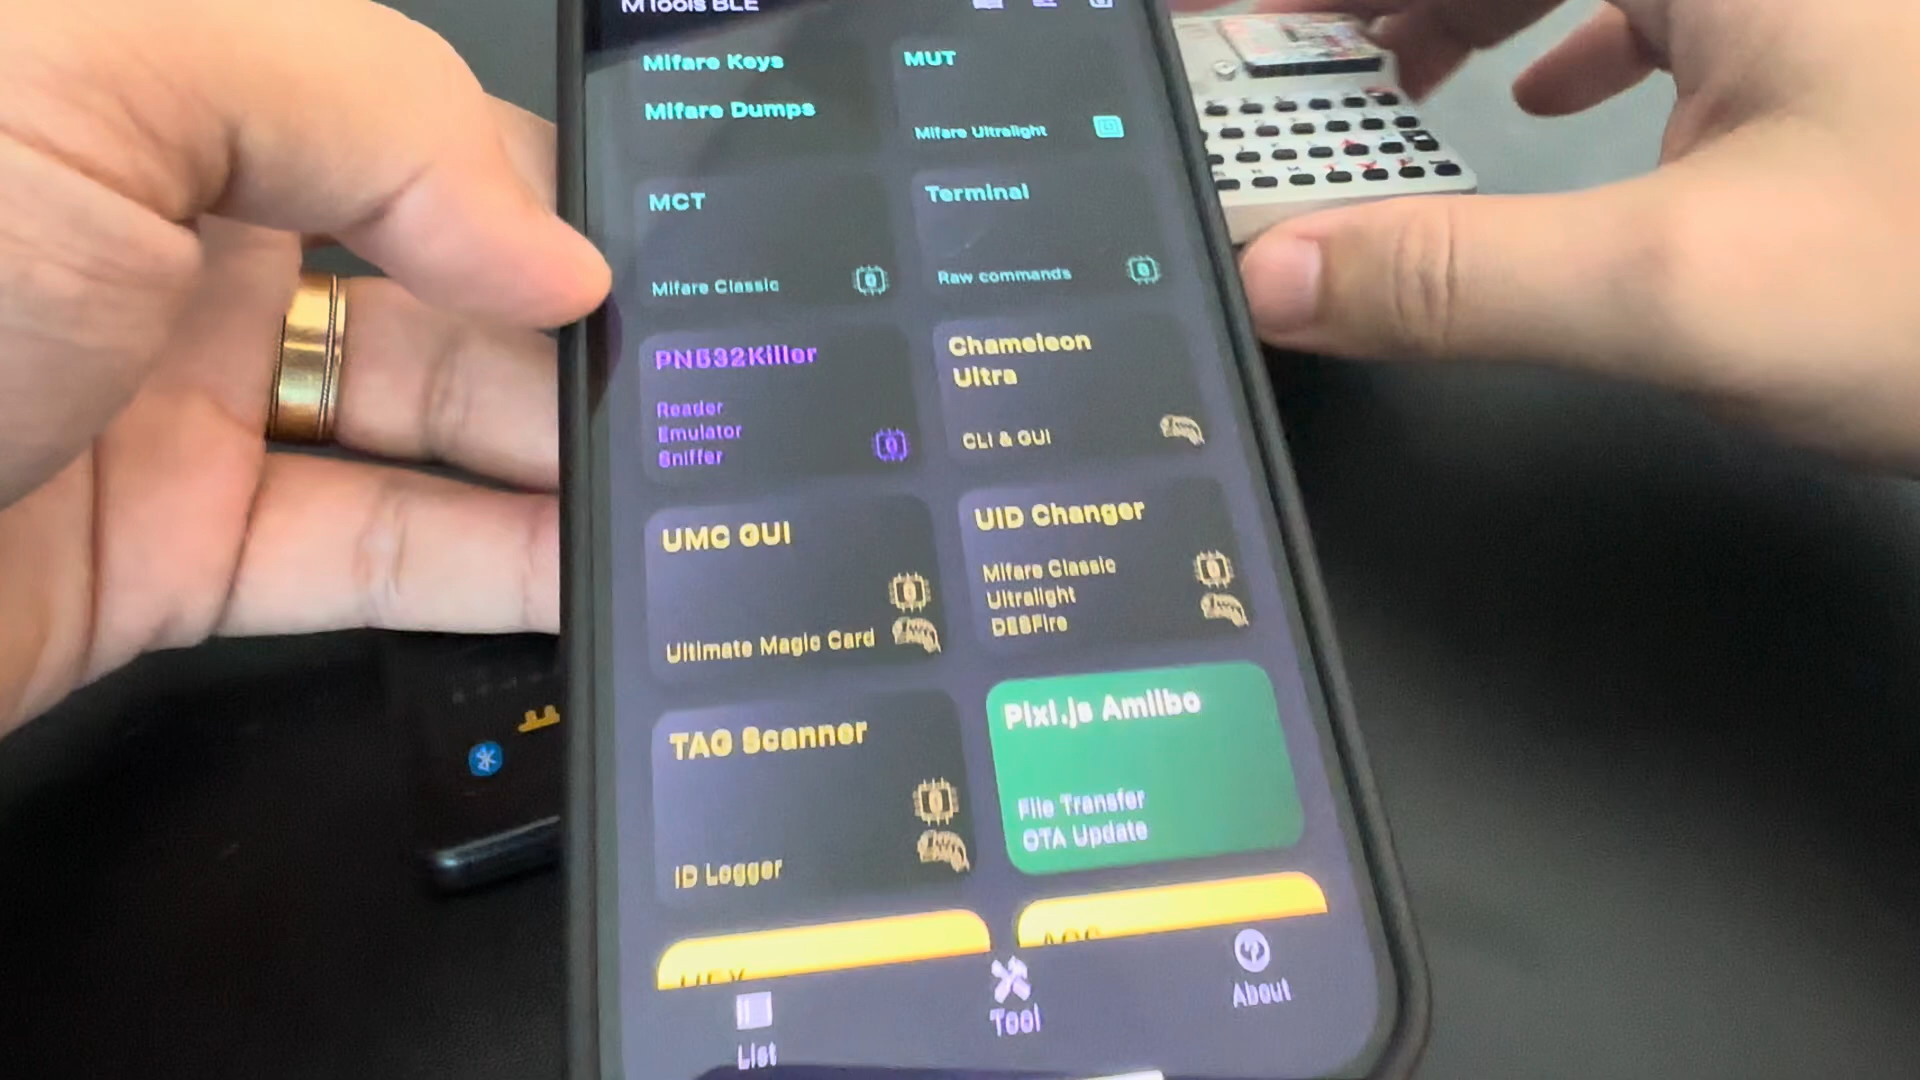 MTools BLE
Mifare Keys
Mifare Dumps
MUT
Mifare Ultralight
MCT
Mifare Classic
Terminal
Raw commands
PN532Killer
Reader
Emulator
Sniffer
Chameleon
Ultra
CLI & GUI
UMC GUI
Ultimate Magic Card
UID Changer
Mifare Classic
Ultralight
DESFire
TAG Scanner
ID Logger
Pixl.js Amiibo
File Transfer
OTA Update
List
Tool
About